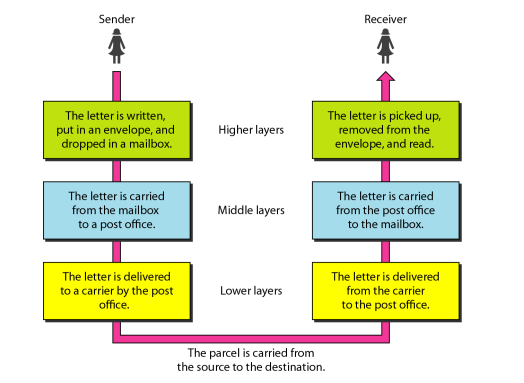 Sender
Receiver
The letter is written,
put in an envelope, and
dropped in a mailbox.
Higher layers
The letter is picked up,
removed from the
envelope, and read.
The letter is carried
from the mailbox
to a post office.
Middle layers
The letter is carried
from the post office
to the mailbox.
The letter is delivered
to a carrier by the post
office.
Lower layers
The letter is delivered
from the carrier
to the post office.
The parcel is carried from
the source to the destination.